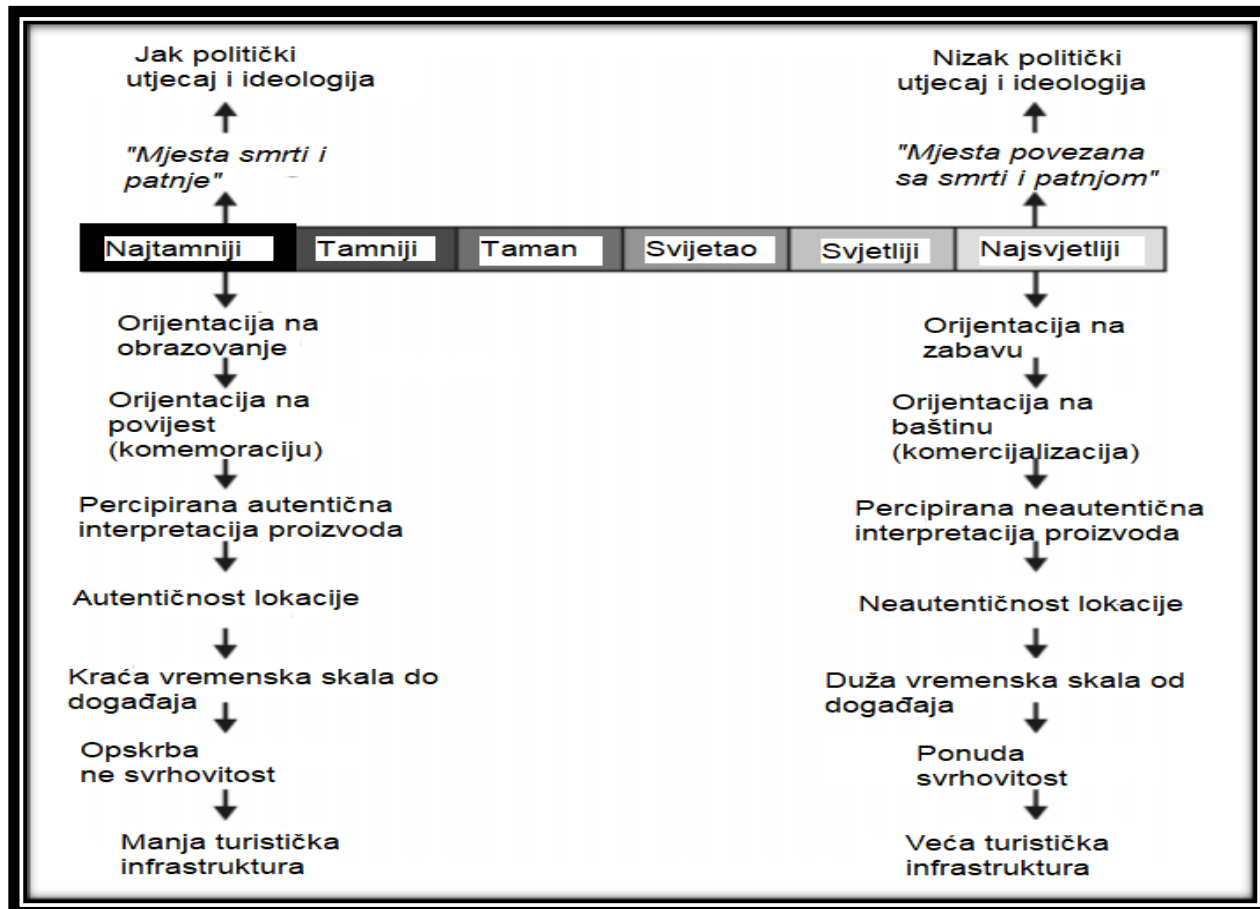 Jak politički
utjecaj i ideologija
"Mjesta smrti i
patnje"
Nizak politički
utjecaj i ideologija
"Mjesta povezana
sa smrti i patnjom"
Najtamniji Tamniji Taman Svijetao Svjetliji Najsvjetliji
Orijentacija na
obrazovanje
Orijentacija na
povijest
(komemoraciju)
Percipirana autentična
interpretacija proizvoda
Autentičnost lokacije
Kraća vremenska skala do
događaja
Opskrba
ne svrhovitost
Manja turistička
infrastruktura
Orijentacija na
zabavu
Orijentacija na
baštinu
(komercijalizacija)
Percipirana neautentična
interpretacija proizvoda
Neautentičnost lokacije
Duža vremenska skala od
događaja
Ponuda
svrhovitost
Veća turistička
infrastruktura